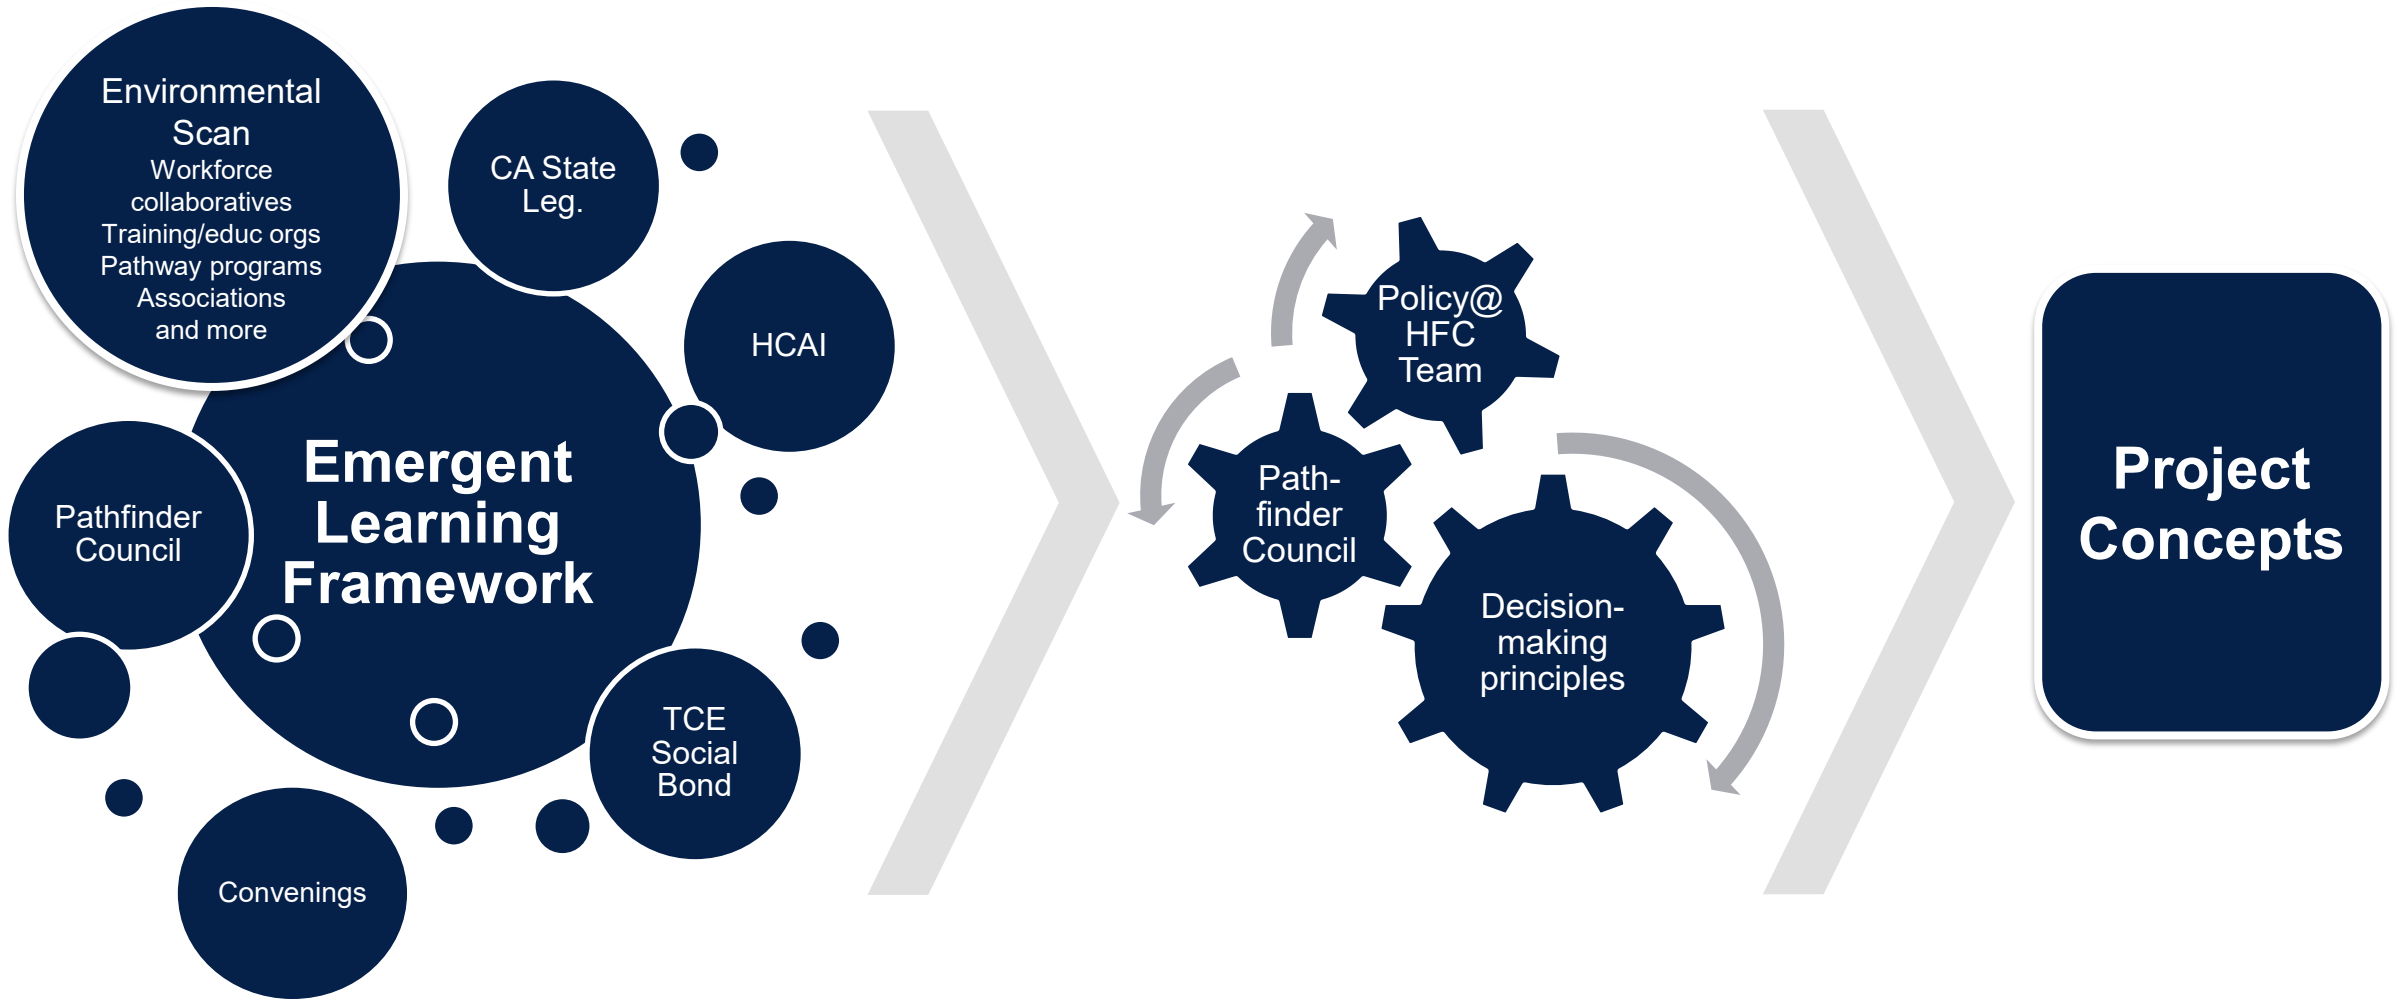 Environmental
Scan
Workforce
collaboratives
Training/educ orgs
Pathway programs
Associations
and more
CA State
Leg.
HCAI
Pathfinder
Council
Emergent
Learning
Framework
TCE
Social
Bond
Convenings
Policy@
HFC
Team
Path-
finder
Council
Decision-
making
principles
Project
Concepts